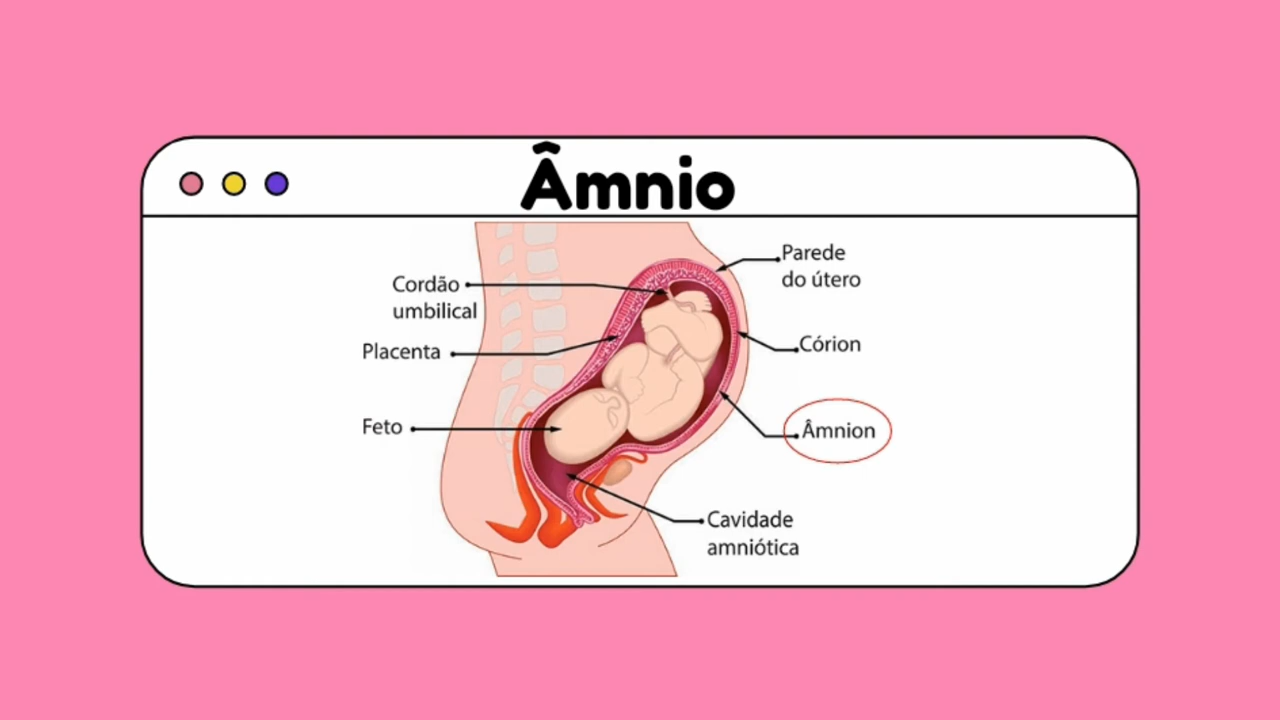 Âmnio
Cordão
umbilical
Placenta
Feto
Parede
do útero
Córion
Âmnion
Cavidade
amniótica